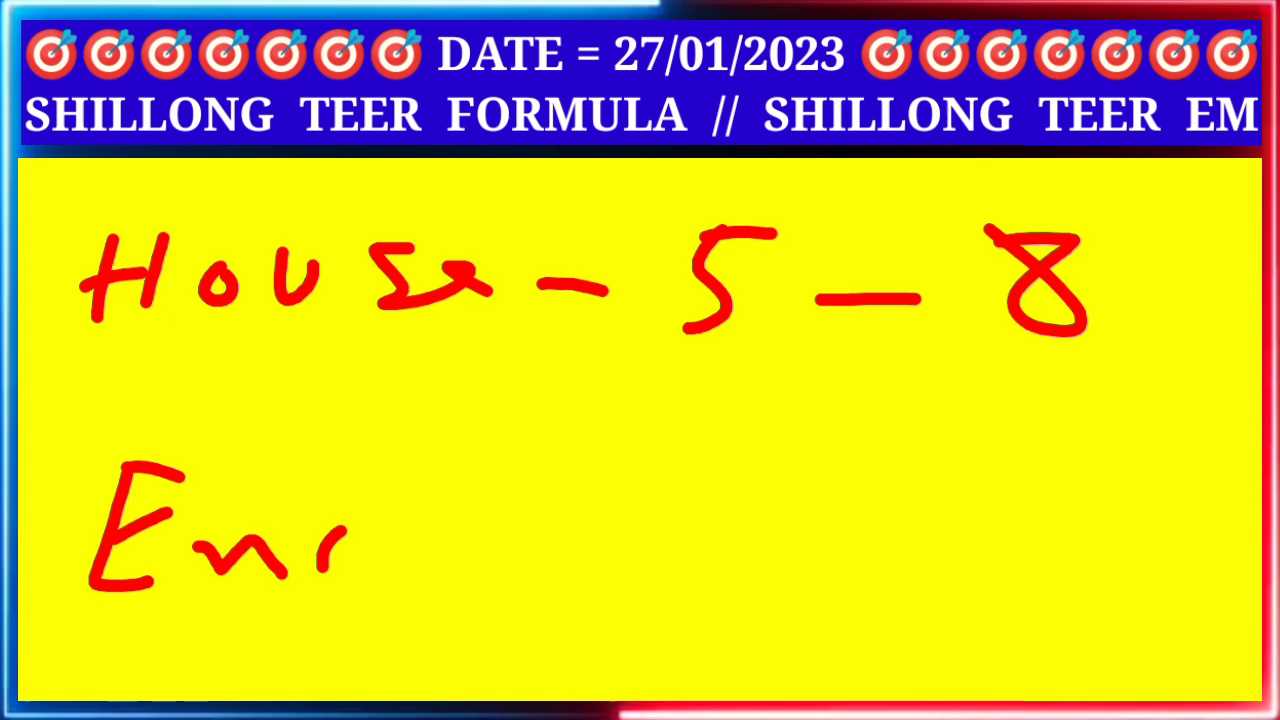 🎯🎯🎯🎯🎯🎯🎯 DATE = 27/01/2023 🎯🎯🎯🎯🎯🎯🎯
SHILLONG TEER FORMULA // SHILLONG TEER EM
House - 5 - 8